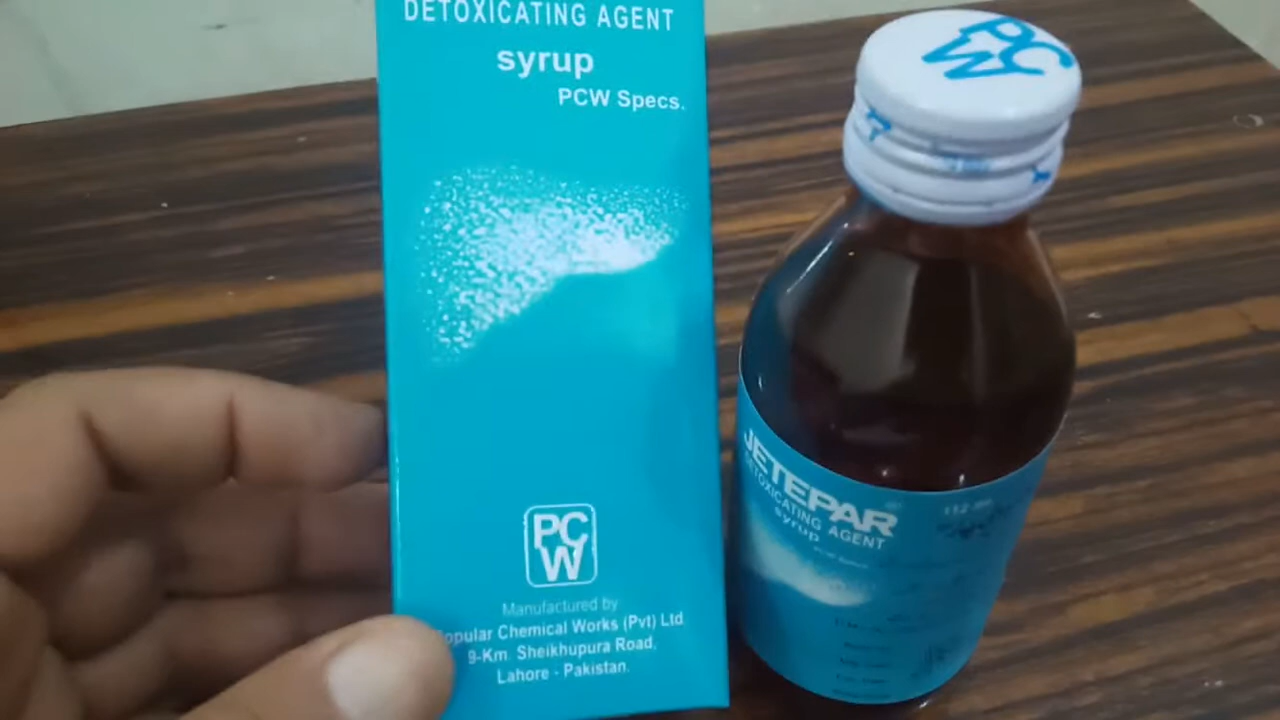 DETOXICATING AGENT
syrup
PCW Specs.
PCW
Manufactured by
opular Chemical Works (Pvt) Ltd
9-Km. Sheikhupura Road,
Lahore - Pakistan.
PCW
JETEPAR
DETOXICATING AGENT
syrup